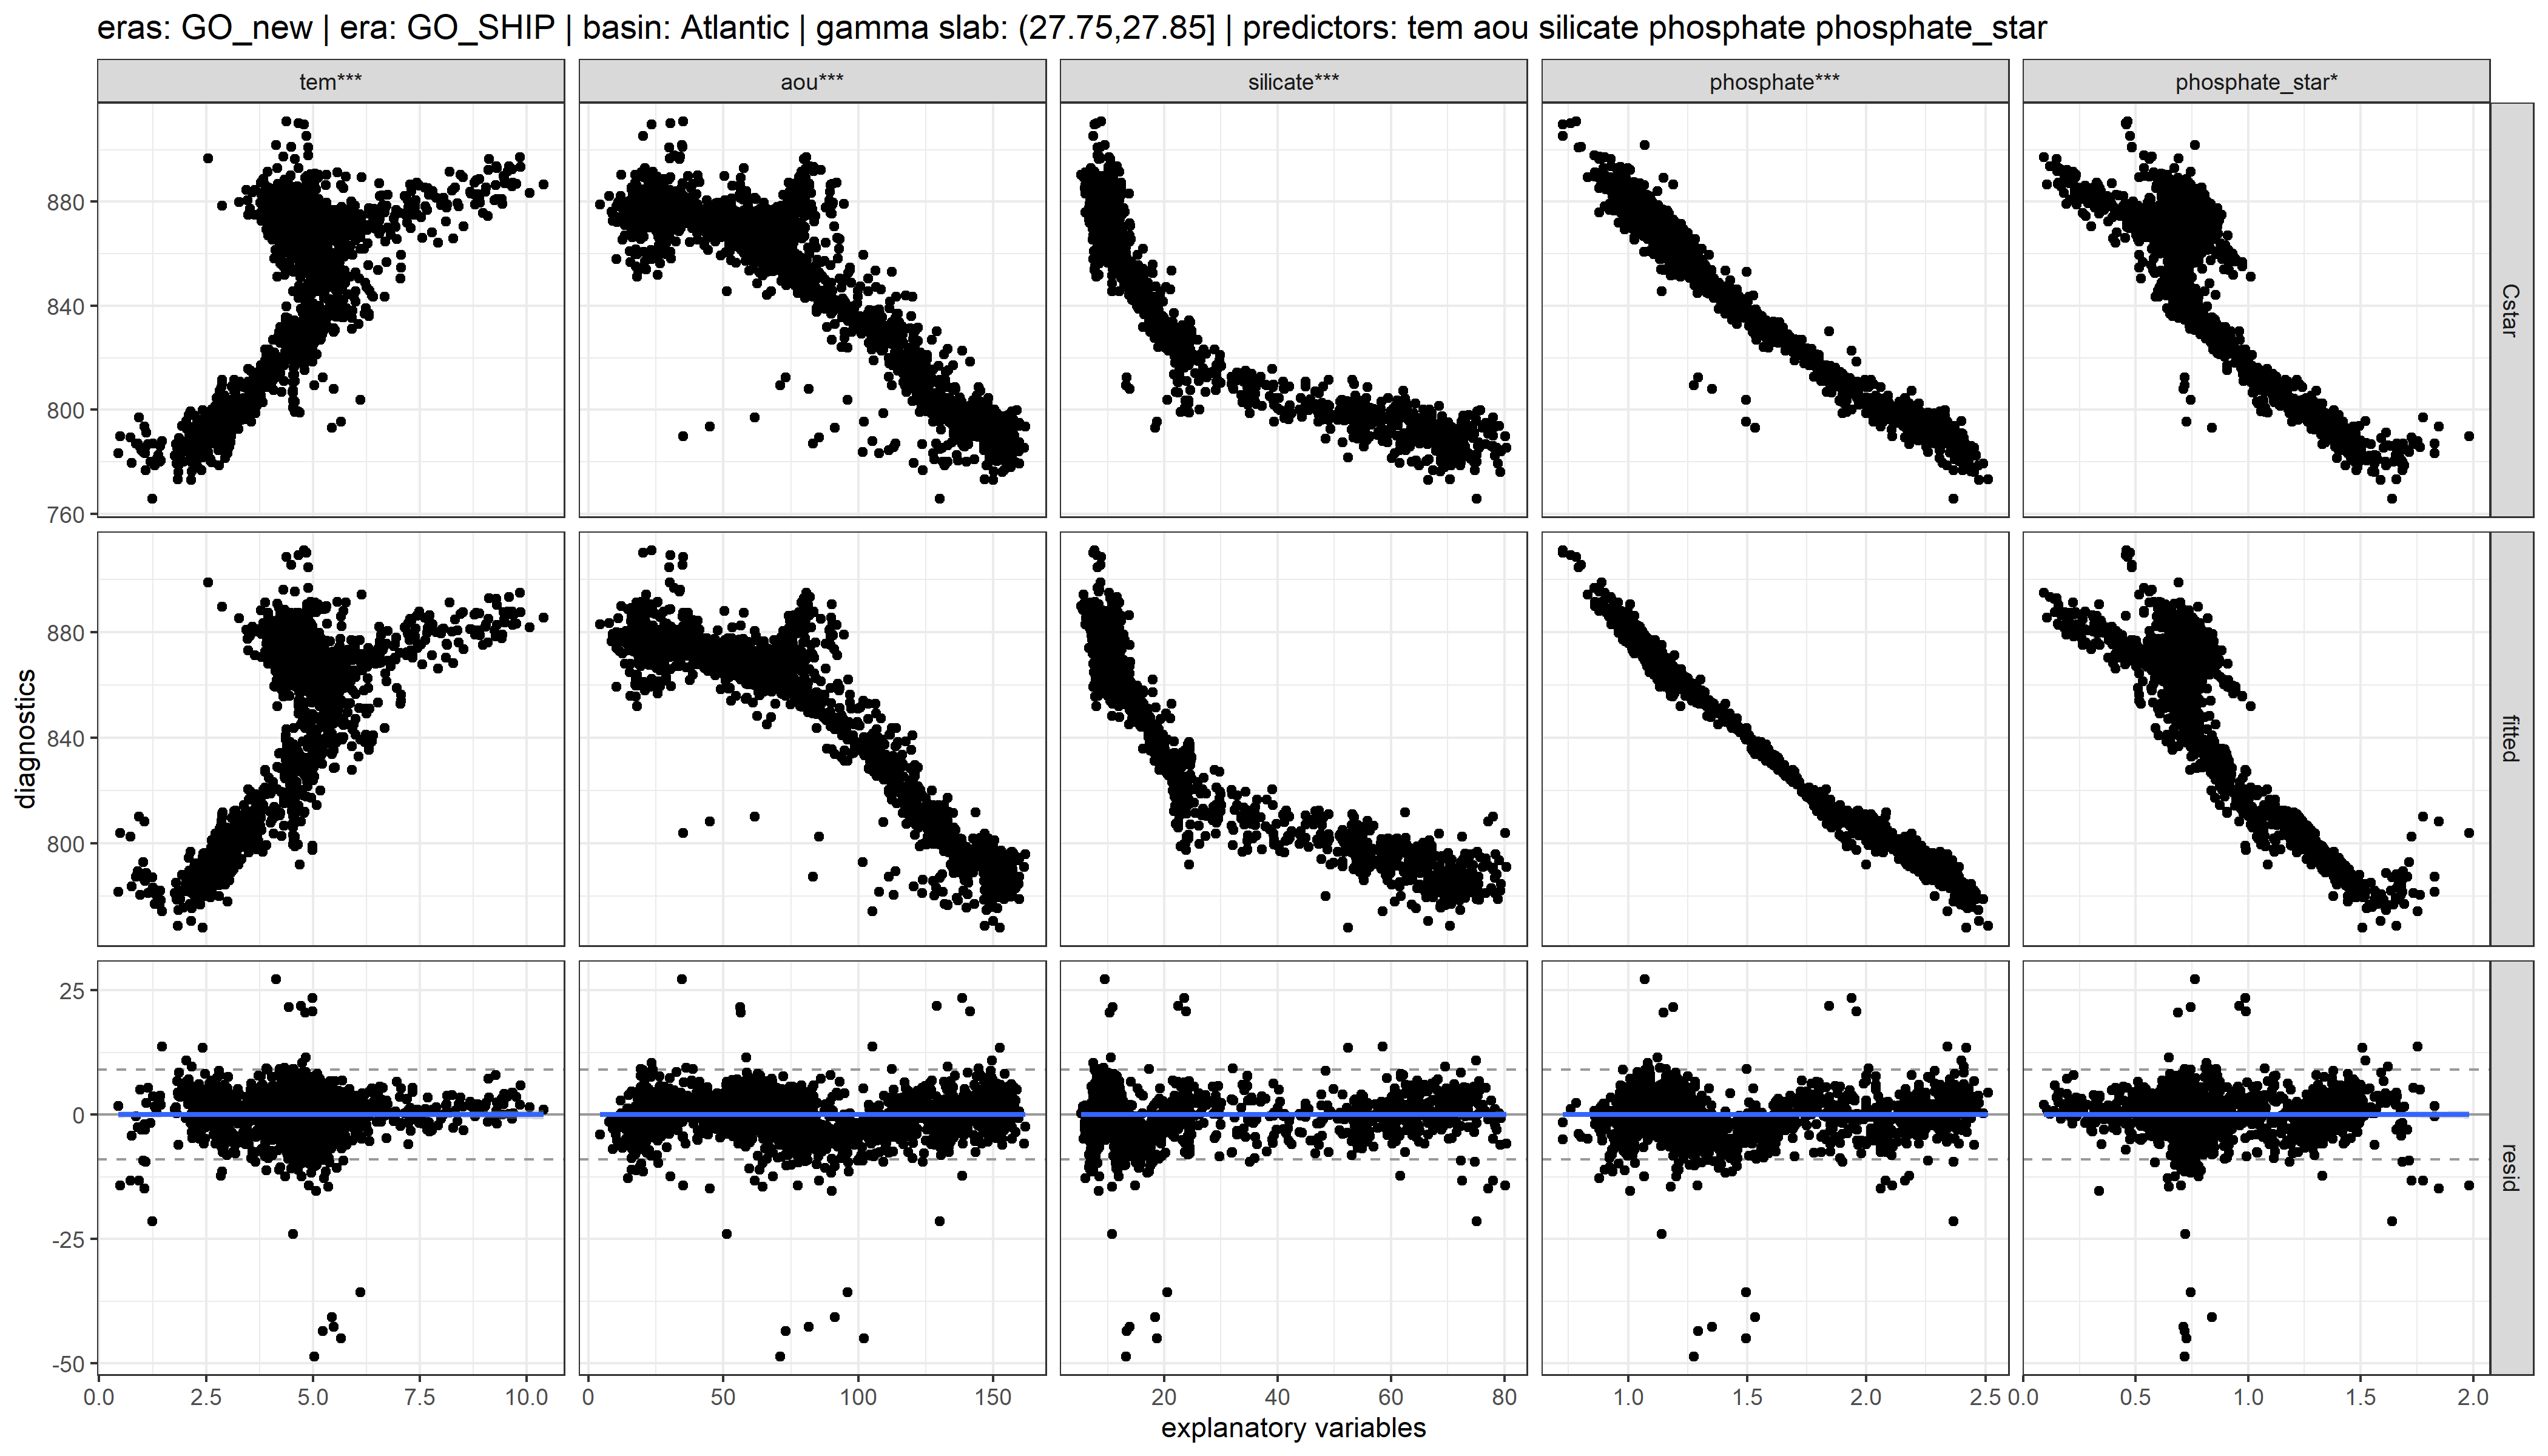 eras: GO_new | era: GO_SHIP | basin: Atlantic | gamma slab: (27.75,27.85] | predictors: tem aou silicate phosphate phosphate_star
tem*** aou*** silicate*** phosphate*** phosphate_star*
880
840
800
760
Cstar
880
840
800
fitted
diagnostics
25
0
-25
-50
resid
0.0 2.5 5.0 7.5 10.0 0 50 100 150 20 40 60 80 1.0 1.5 2.0 2.5 0.0 0.5 1.0 1.5 2.0
explanatory variables